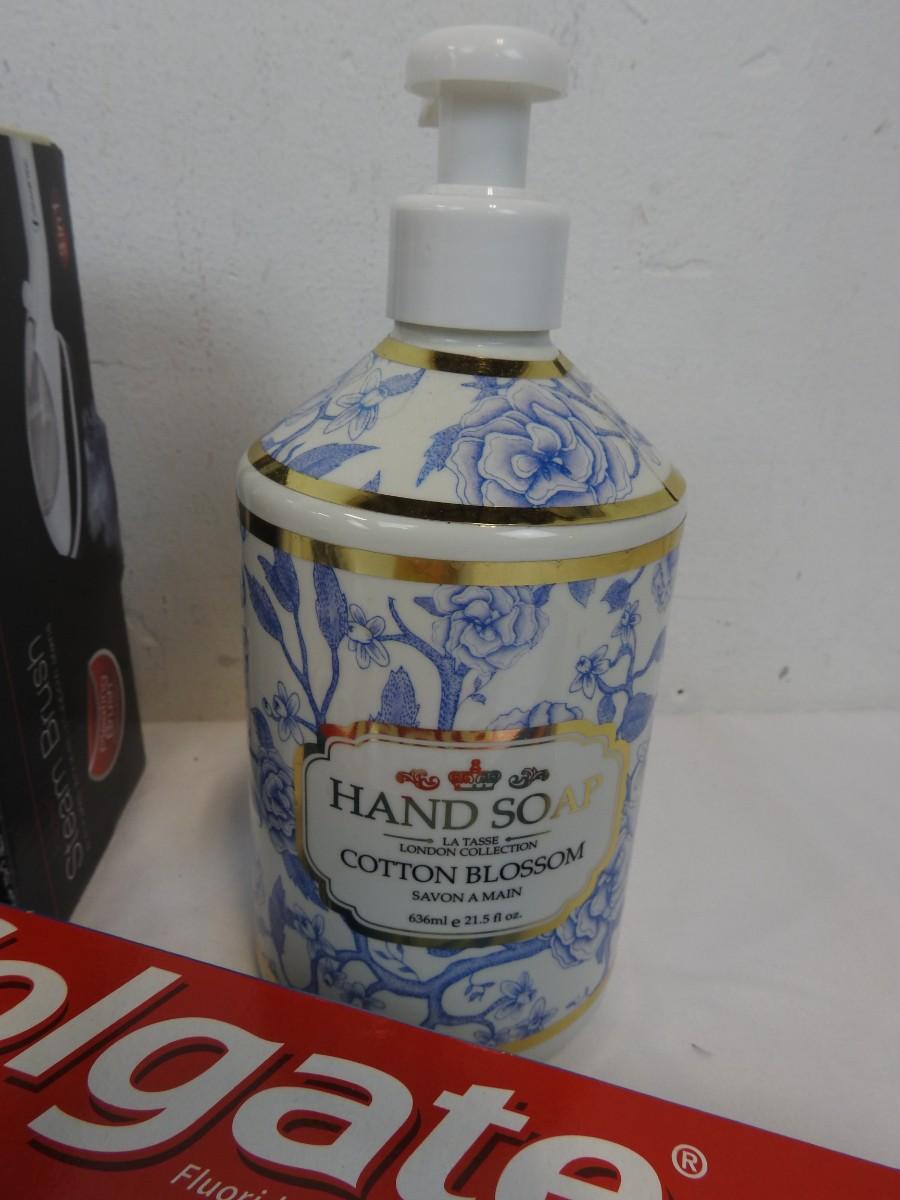 HAND SOAP
LA TASSE
LONDON COLLECTION
COTTON BLOSSOM
SAVON A MAIN
636ml e 21.5 fl oz.
Steam Brush
olgate®